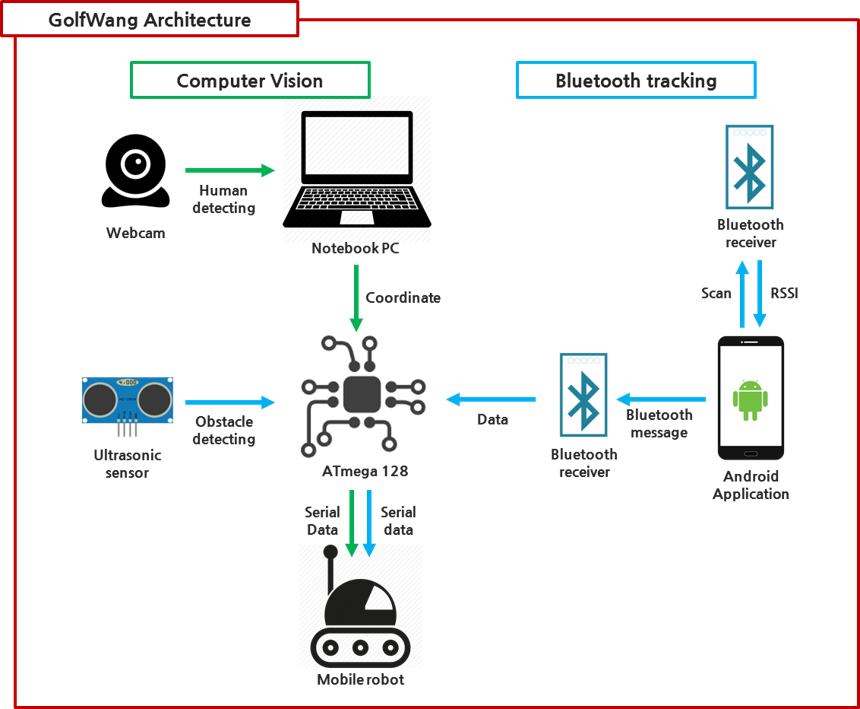 GolfWang Architecture
Computer Vision
Bluetooth tracking
Human
detecting
Webcam
Notebook PC
Bluetooth
receiver
Coordinate
Scan
RSSI
Obstacle
detecting
Ultrasonic
sensor
ATmega 128
Data
Bluetooth
receiver
Bluetooth
message
Android
Application
Serial
Data
Serial
data
Mobile robot